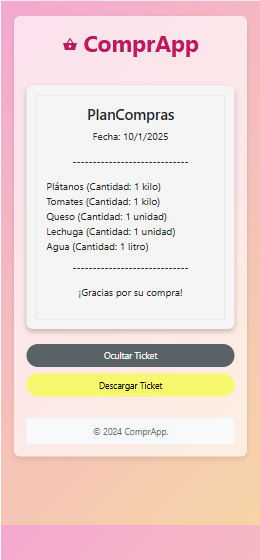 ComprApp
PlanCompras
Fecha: 10/1/2025
-----------------------------
Plátanos (Cantidad: 1 kilo)
Tomates (Cantidad: 1 kilo)
Queso (Cantidad: 1 unidad)
Lechuga (Cantidad: 1 unidad)
Agua (Cantidad: 1 litro)
-----------------------------
¡Gracias por su compra!
Ocultar Ticket
Descargar Ticket
© 2024 ComprApp.